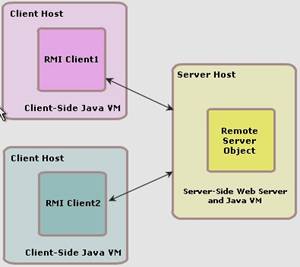 Client Host
RMI Client1
Client-Side Java VM
Server Host
Remote
Server
Object
Server-Side Web Server
and Java VM
Client Host
RMI Client2
Client-Side Java VM